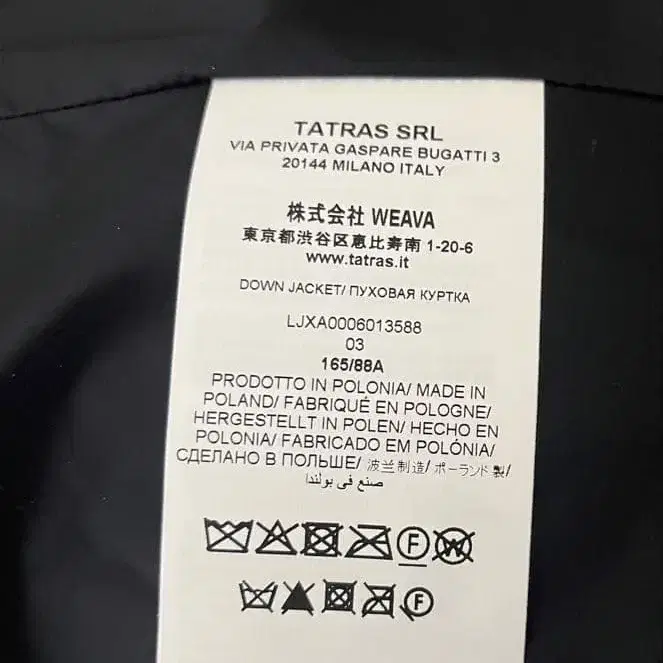 TATRAS SRL
VIA PRIVATA GASPARE BUGATTI 3
20144 MILANO ITALY
株式会社 WEAVA
東京都渋谷区恵比寿南 1-20-6
www.tatras.it
DOWN JACKET/ ПУХОВАЯ КУРТКА
LJXA0006013588
03
165/88A
PRODOTTO IN POLONIA/ MADE IN
POLAND/ FABRIQUÉ EN POLOGNE/
HERGESTELLT IN POLEN/ HECHO EN
POLONIA/ FABRICADO EM POLÓNIA/
СДЕЛАНО В ПОЛЬШЕ/ 波兰制造/ ポーランド製/
صنع في بولندا
F W
F